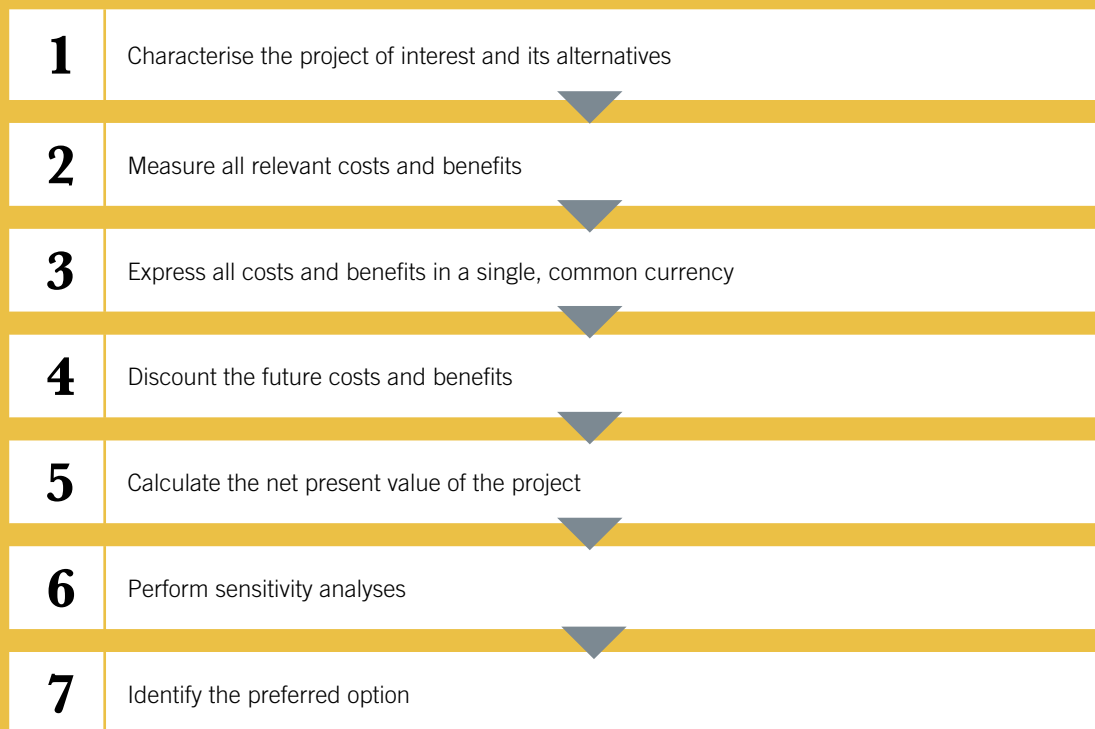 1 Characterise the project of interest and its alternatives
2 Measure all relevant costs and benefits
3 Express all costs and benefits in a single, common currency
4 Discount the future costs and benefits
5 Calculate the net present value of the project
6 Perform sensitivity analyses
7 Identify the preferred option